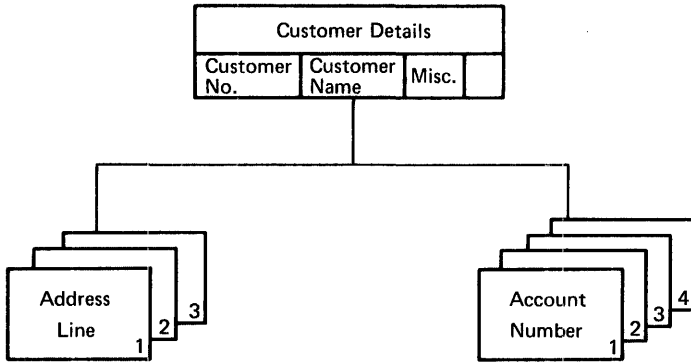 Customer Details
Customer
No.
Customer
Name
Misc.
Address
Line
1
2
3
Account
Number
1
2
3
4